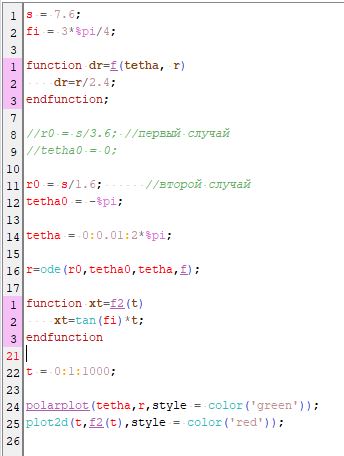 1 s = 7.6;
2 fi = 3*%pi/4;
3
1 function dr=f(tetha, r)
2     dr=r/2.4;
3 endfunction;
7
8 //r0 = s/3.6; //первый случай
9 //tetha0 = 0;
10
11 r0 = s/1.6;      //второй случай
12 tetha0 = -%pi;
13
14 tetha = 0:0.01:2*%pi;
15
16 r=ode(r0,tetha0,tetha,f);
17
1 function xt=f2(t)
2     xt=tan(fi)*t;
3 endfunction
21
22 t = 0:1:1000;
23
24 polarplot(tetha,r,style = color('green'));
25 plot2d(t,f2(t),style = color('red'));
26